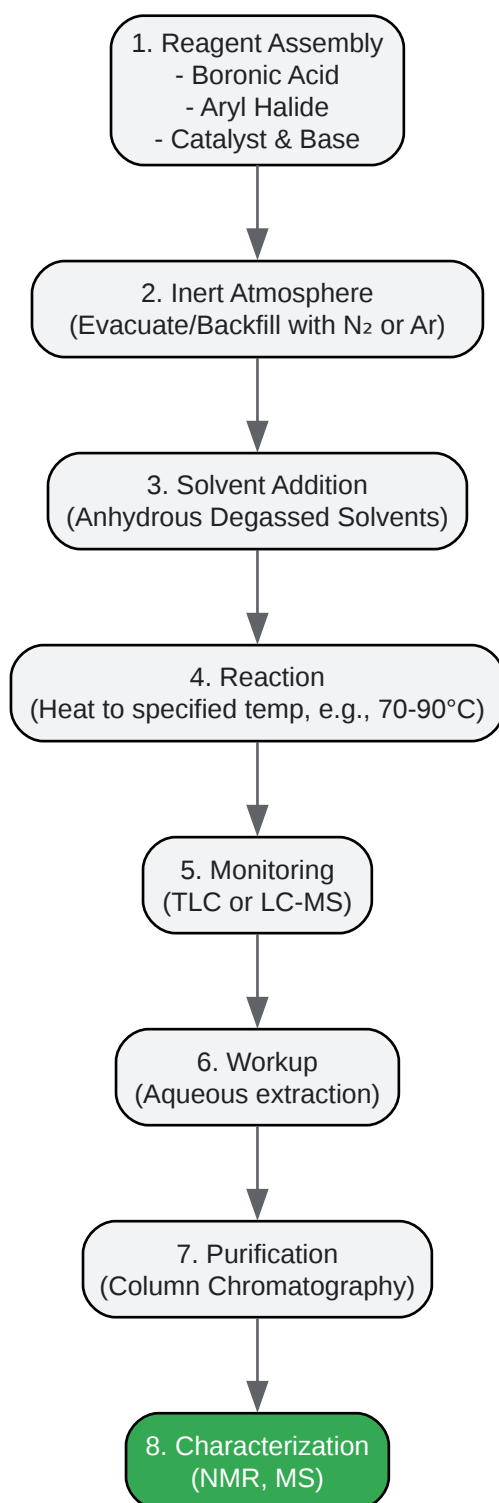 1. Reagent Assembly
- Boronic Acid
- Aryl Halide
- Catalyst & Base
2. Inert Atmosphere
(Evacuate/Backfill with N₂ or Ar)
3. Solvent Addition
(Anhydrous Degassed Solvents)
4. Reaction
(Heat to specified temp, e.g., 70-90°C)
5. Monitoring
(TLC or LC-MS)
6. Workup
(Aqueous extraction)
7. Purification
(Column Chromatography)
8. Characterization
(NMR, MS)